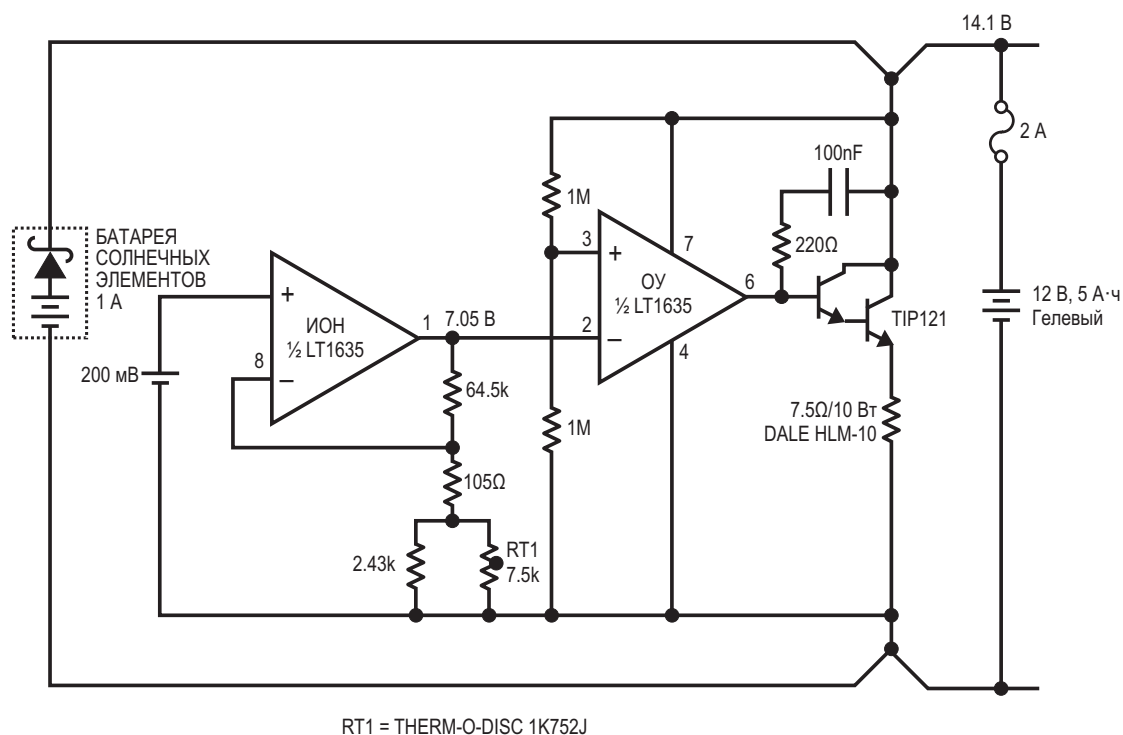 14.1 В
2 А
100nF
1M
3
+
7
220Ω
БАТАРЕЯ
СОЛНЕЧНЫХ
ЭЛЕМЕНТОВ
1 А
+
ИОН
½ LT1635
1
7.05 В
8
–
ОУ
½ LT1635
6
2
–
4
TIP121
12 В, 5 А·ч
Гелевый
200 мВ
64.5k
1M
7.5Ω/10 Вт
DALE HLM-10
105Ω
2.43k
RT1
7.5k
RT1 = THERM-O-DISC 1K752J